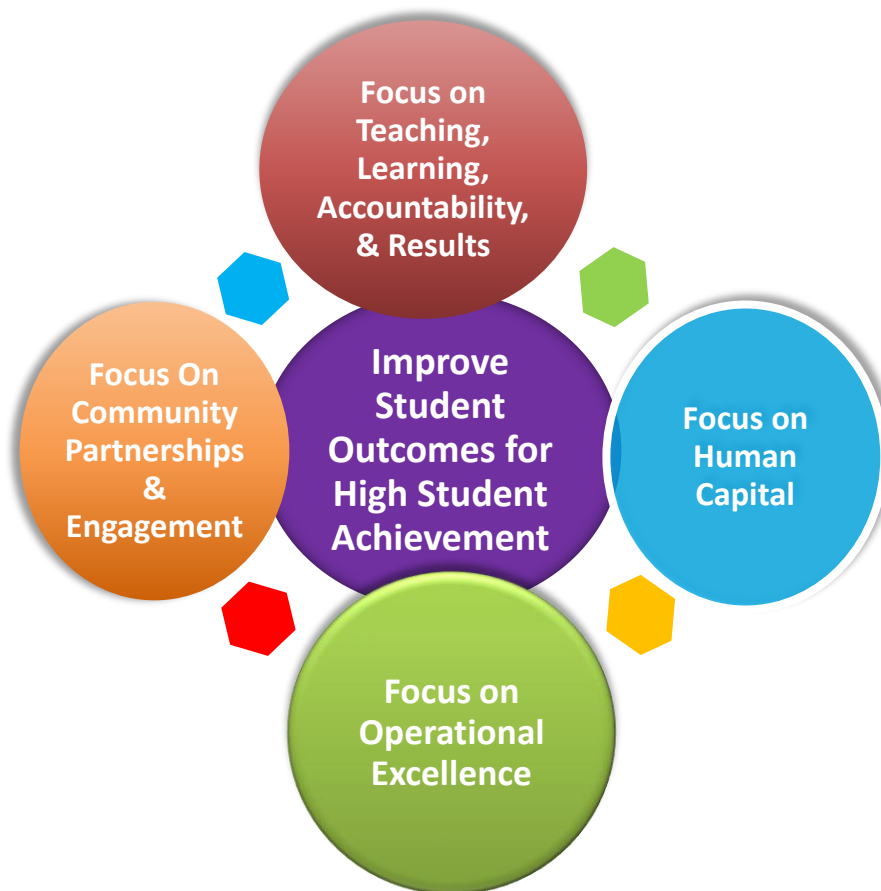 Focus on
Teaching,
Learning,
Accountability,
& Results
Focus On
Community
Partnerships
&
Engagement
Improve
Student
Outcomes for
High Student
Achievement
Focus on
Human
Capital
Focus on
Operational
Excellence